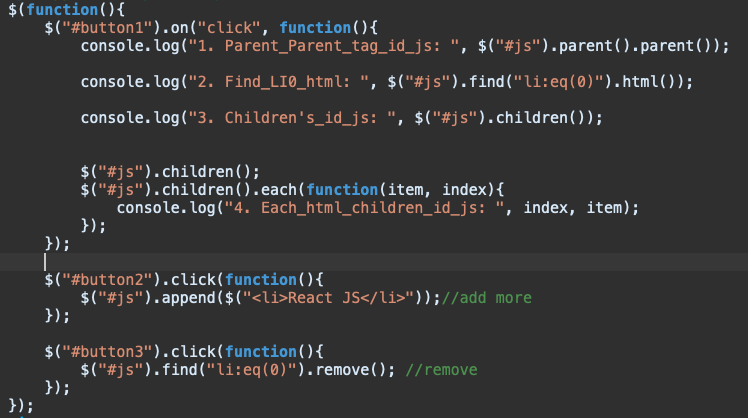 $(function(){
$("#button1").on("click", function(){
console.log("1. Parent_Parent_tag_id_js: ", $("#js").parent().parent());
console.log("2. Find_LI0_html: ", $("#js").find("li:eq(0)").html());
console.log("3. Children's_id_js: ", $("#js").children());
$("#js").children();
$("#js").children().each(function(item, index){
console.log("4. Each_html_children_id_js: ", index, item);
});
});
$("#button2").click(function(){
$("#js").append($("<li>React JS</li>"));//add more
});
$("#button3").click(function(){
$("#js").find("li:eq(0)").remove(); //remove
});
});